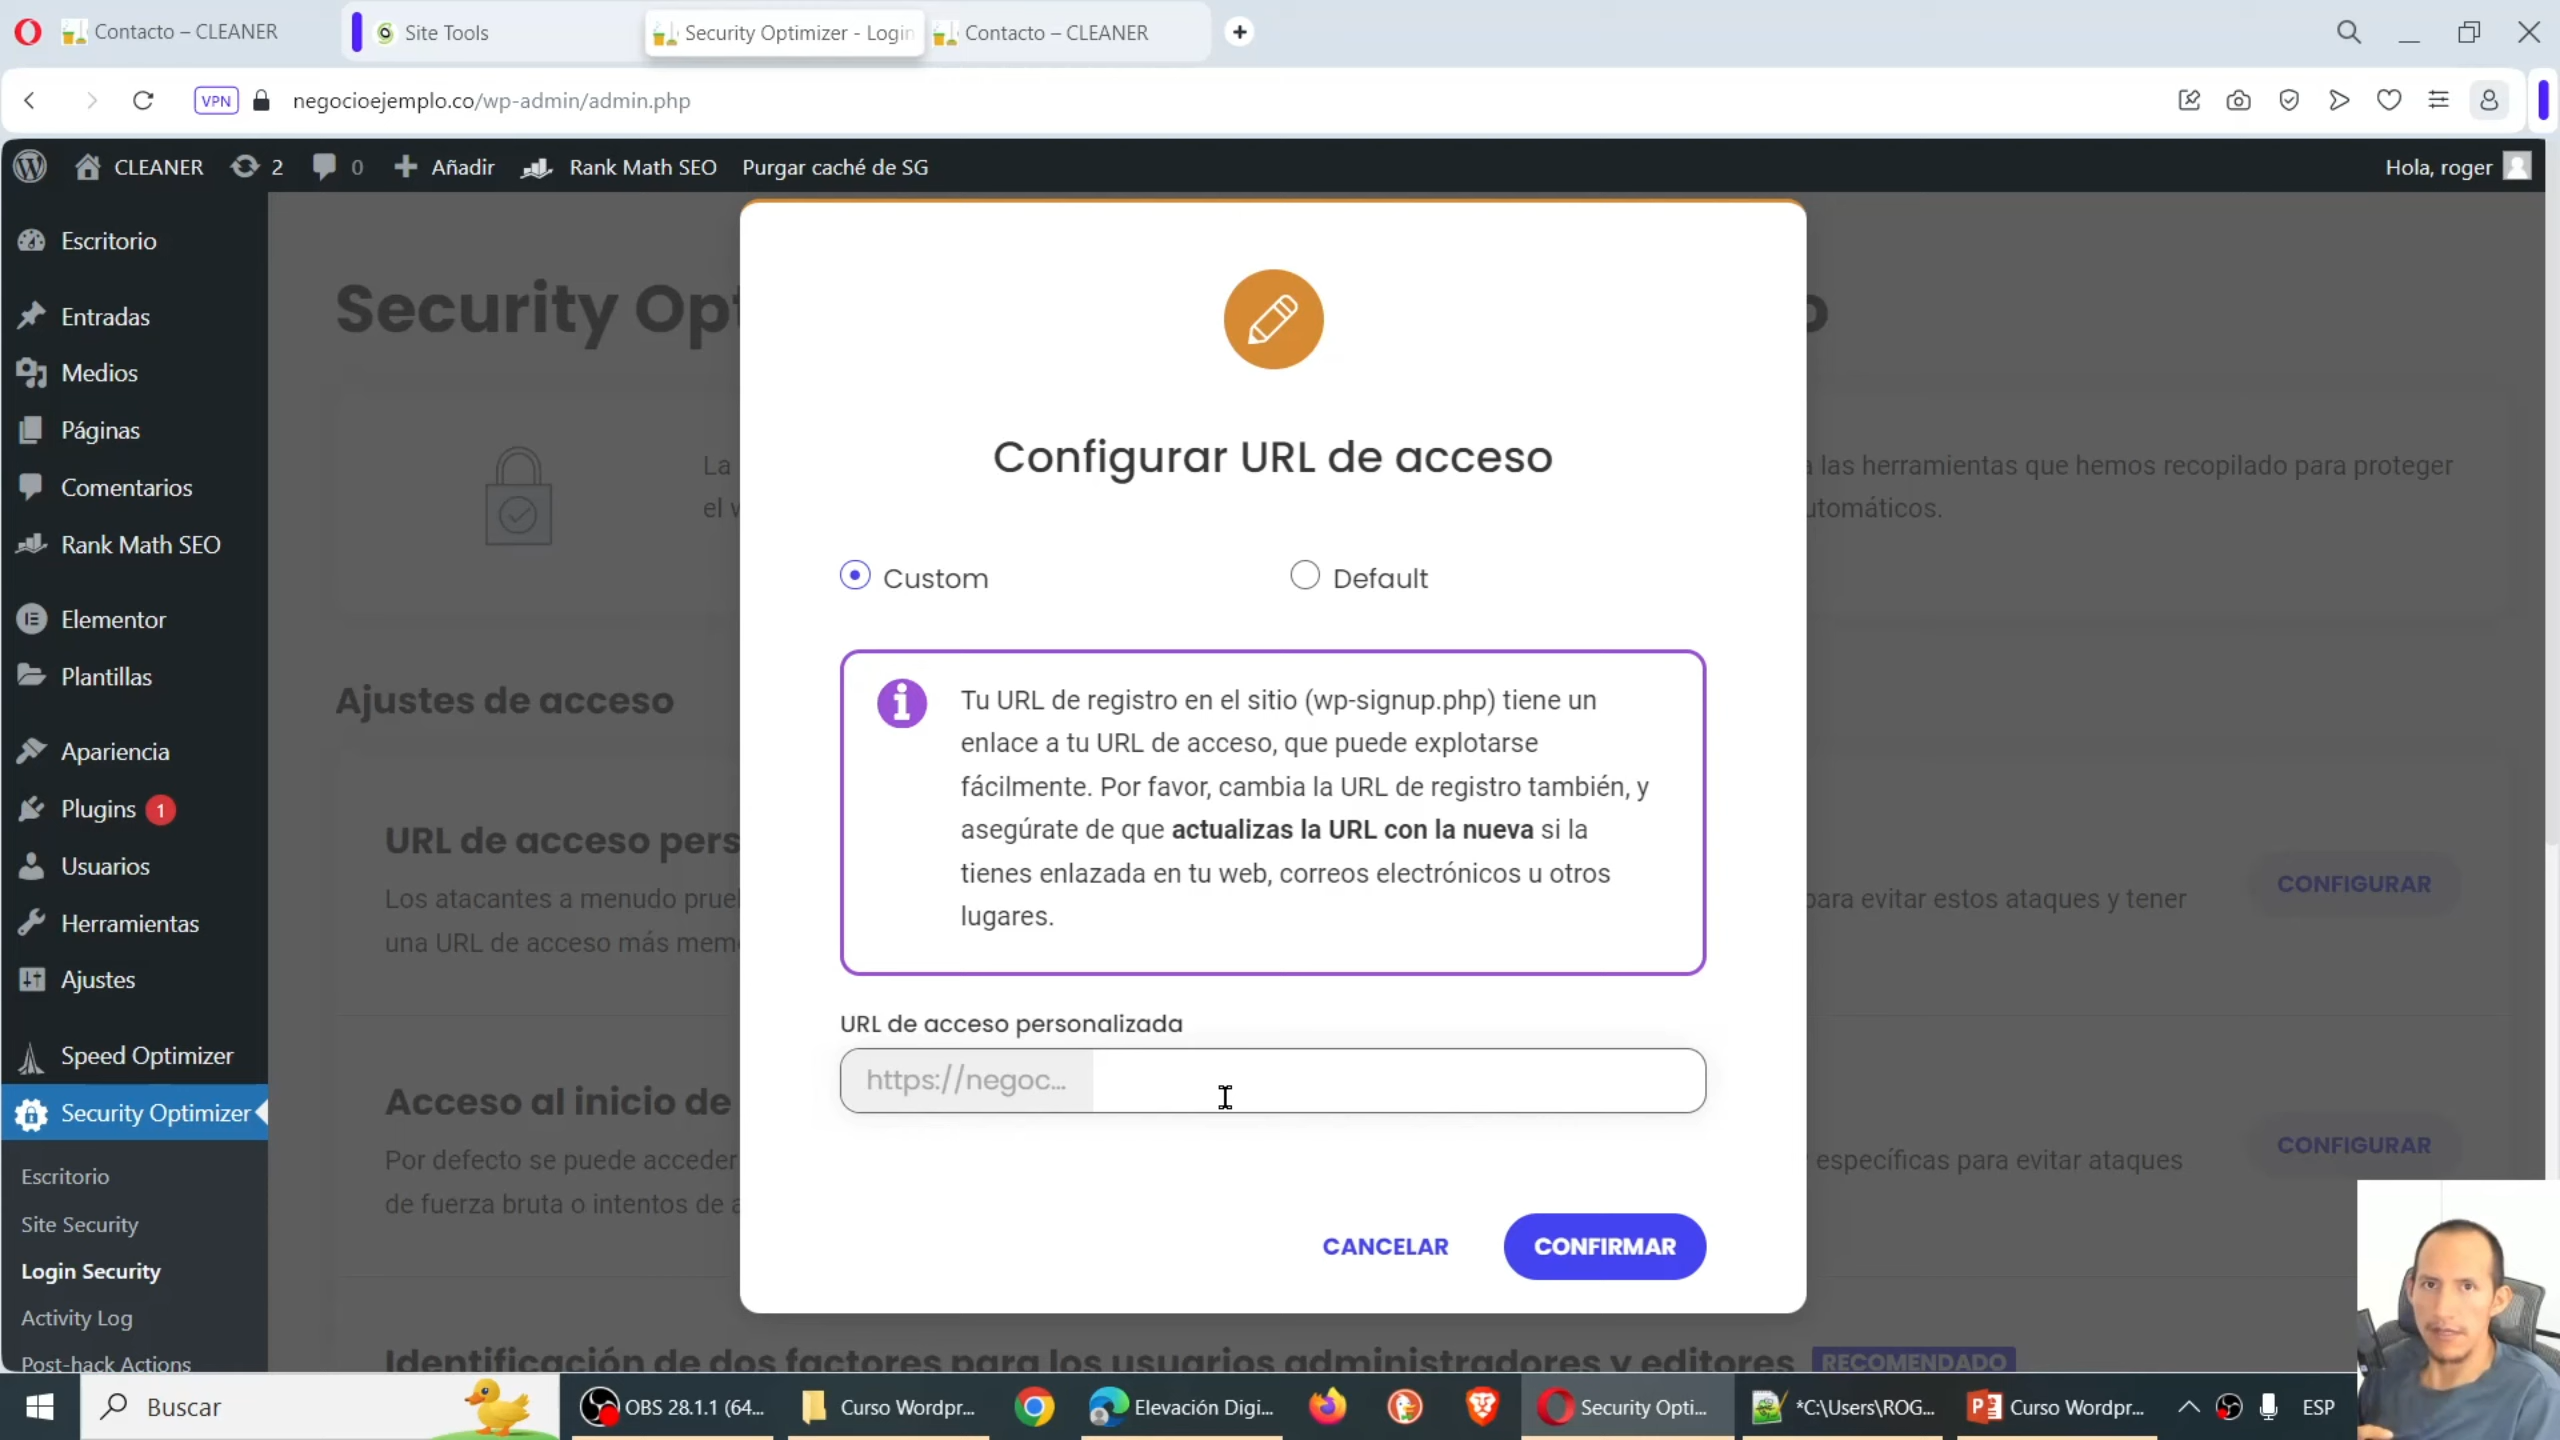 Contacto – CLEANER
Site Tools
Security Optimizer - Login
Contacto – CLEANER
VPN
negocioejemplo.co/wp-admin/admin.php
CLEANER
2
0
Añadir
Rank Math SEO
Purgar caché de SG
Hola, roger
Escritorio
Entradas
Medios
Páginas
Comentarios
Rank Math SEO
Elementor
Plantillas
Apariencia
Plugins 1
Usuarios
Herramientas
Ajustes
Speed Optimizer
Security Optimizer
Escritorio
Site Security
Login Security
Activity Log
Post-hack Actions
Security Opt
La
el
a las herramientas que hemos recopilado para proteger
utomáticos.
Ajustes de acceso
URL de acceso pers
Los atacantes a menudo prue
una URL de acceso más mem
para evitar estos ataques y tener
CONFIGURAR
Acceso al inicio de
Por defecto se puede acceder
de fuerza bruta o intentos de a
específicas para evitar ataques
CONFIGURAR
Identificación de dos factores para los usuarios administradores y editores
RECOMENDADO
Configurar URL de acceso
Custom
Default
Tu URL de registro en el sitio (wp-signup.php) tiene un
enlace a tu URL de acceso, que puede explotarse
fácilmente. Por favor, cambia la URL de registro también, y
asegúrate de que actualizas la URL con la nueva si la
tienes enlazada en tu web, correos electrónicos u otros
lugares.
URL de acceso personalizada
https://negoc...
CANCELAR
CONFIRMAR
Buscar
OBS 28.1.1 (64...
Curso Wordpr...
Elevación Digi...
Security Opti...
*C:\Users\ROG...
Curso Wordpr...
ESP